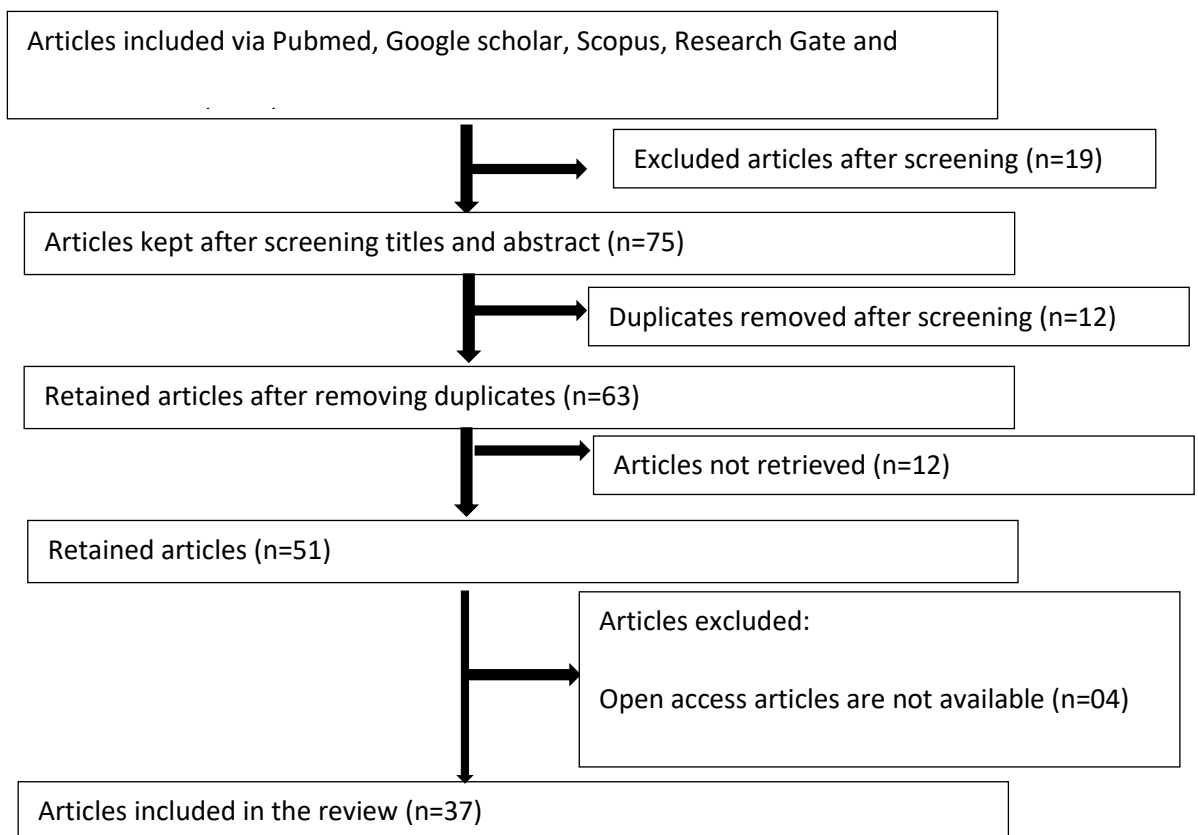 Articles included via Pubmed, Google scholar, Scopus, Research Gate and
Excluded articles after screening (n=19)
Articles kept after screening titles and abstract (n=75)
Duplicates removed after screening (n=12)
Retained articles after removing duplicates (n=63)
Articles not retrieved (n=12)
Retained articles (n=51)
Articles excluded:
Open access articles are not available (n=04)
Articles included in the review (n=37)